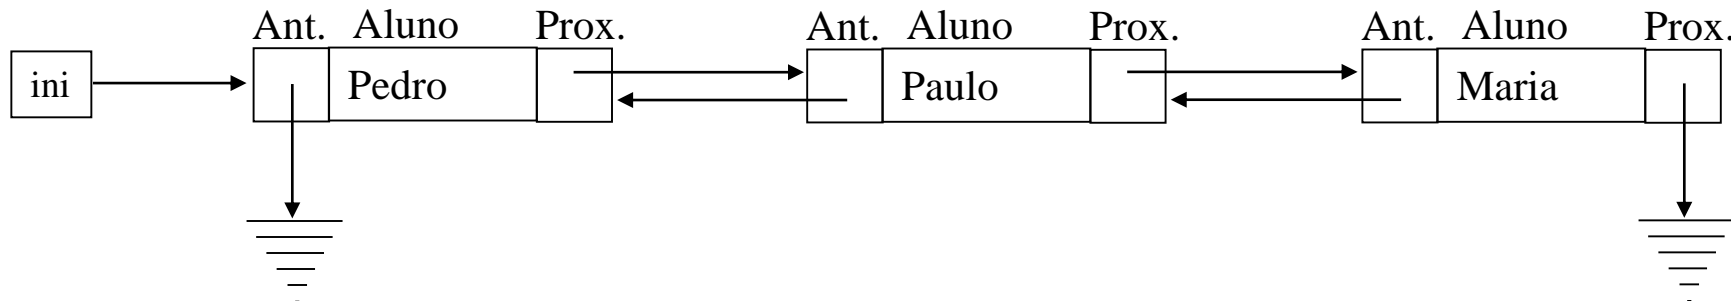 Ant. Aluno Prox. Ant. Aluno Prox. Ant. Aluno Prox.
ini Pedro Paulo Maria